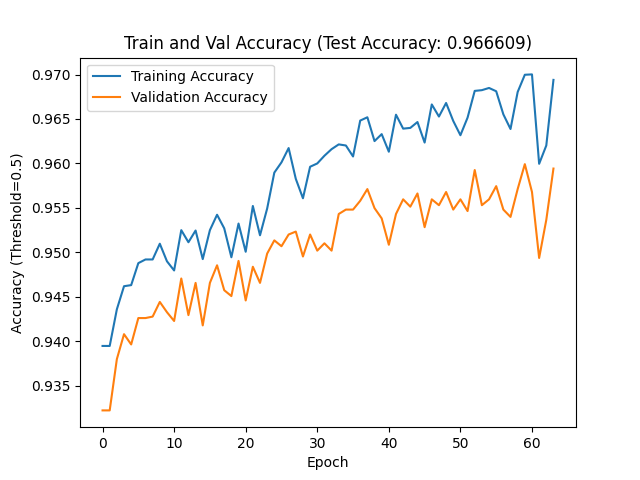 Train and Val Accuracy (Test Accuracy: 0.966609)
Training Accuracy
Validation Accuracy
Accuracy (Threshold=0.5)
0.970
0.965
0.960
0.955
0.950
0.945
0.940
0.935
0 10 20 30 40 50 60
Epoch